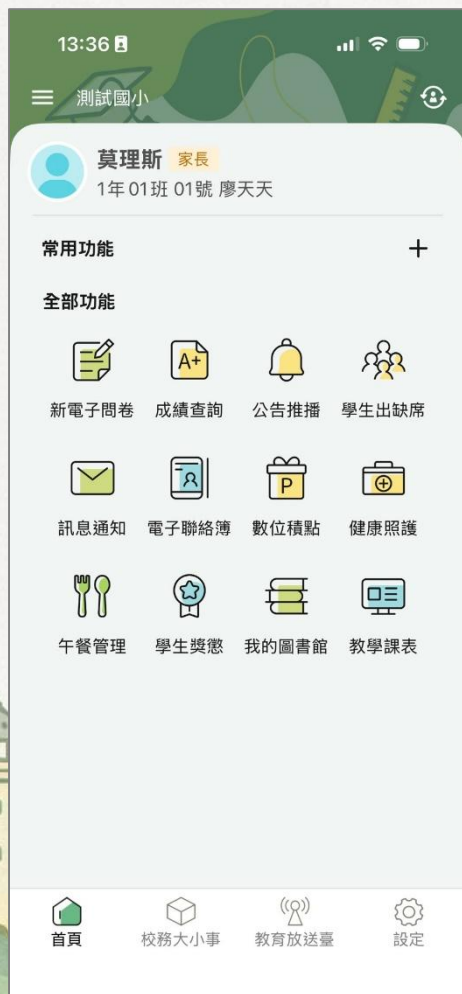 13:36
測試國小
莫理斯 家長
1年01班 01號 廖天天
常用功能 +
全部功能
A+
新電子問卷 成績查詢 公告推播 學生出缺席
P
訊息通知 電子聯絡簿 數位積點 健康照護
午餐管理 學生獎懲 我的圖書館 教學課表
首頁 校務大小事 教育放送臺 設定